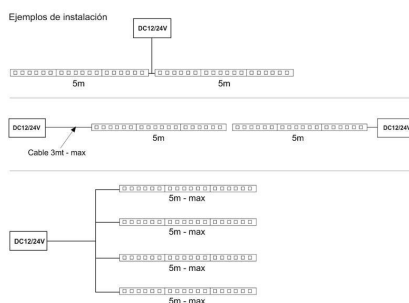 Ejemplos de instalación
DC12/24V
5m 5m
DC12/24V DC12/24V
5m 5m
Cable 3mt - max
5m - max
5m - max
DC12/24V
5m - max
5m - max